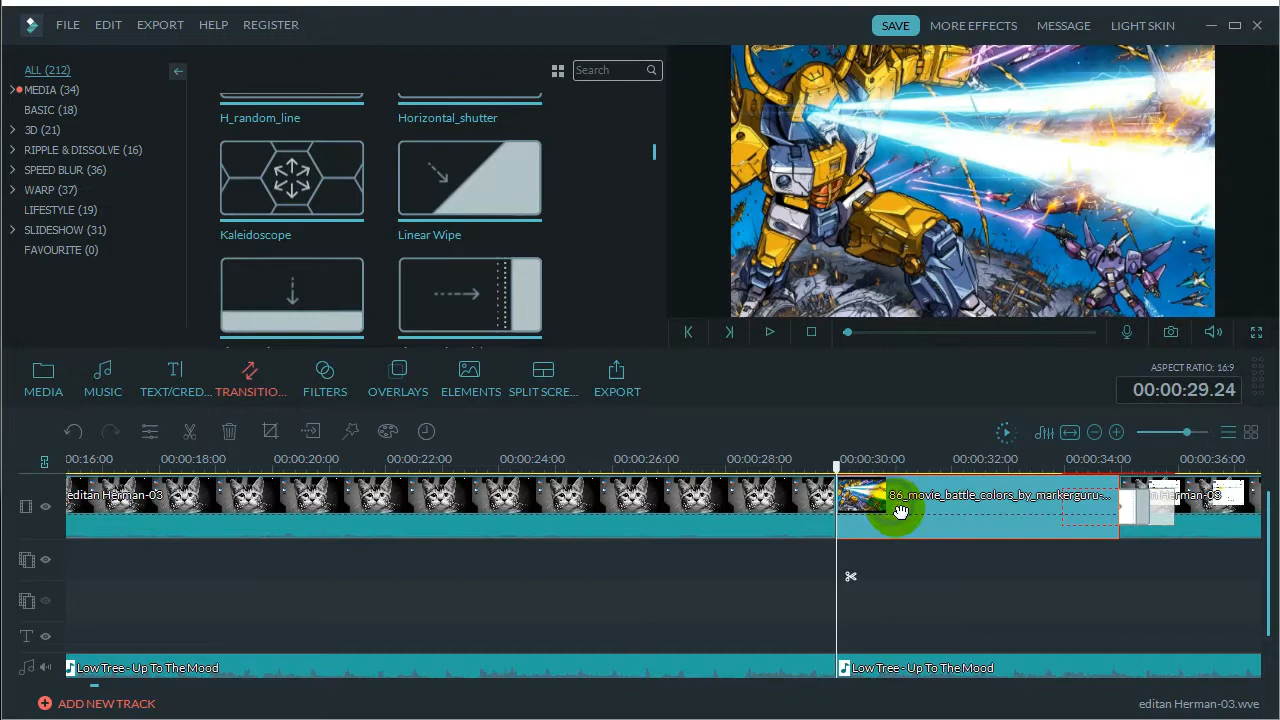 FILE EDIT EXPORT HELP REGISTER SAVE MORE EFFECTS MESSAGE LIGHT SKIN
ALL (212)
Search
MEDIA (34)
BASIC (18)
3D (21)
RIPPLE & DISSOLVE (16)
SPEED BLUR (36)
WARP (37)
LIFESTYLE (19)
SLIDESHOW (31)
FAVOURITE (0)
H_random_line Horizontal_shutter
Kaleidoscope Linear Wipe
MEDIA MUSIC TEXT/CRED... TRANSITIO... FILTERS OVERLAYS ELEMENTS SPLIT SCRE... EXPORT
ASPECT RATIO: 16:9
00:00:29.24
00:16:00 00:00:18:00 00:00:20:00 00:00:22:00 00:00:24:00 00:00:26:00 00:00:28:00 00:00:30:00 00:00:32:00 00:00:34:00 00:00:36:00
editan Herman-03 86_movie_battle_colors_by_markerguru-... n Herman-03
Low Tree - Up To The Mood Low Tree - Up To The Mood
ADD NEW TRACK
editan Herman-03.wve